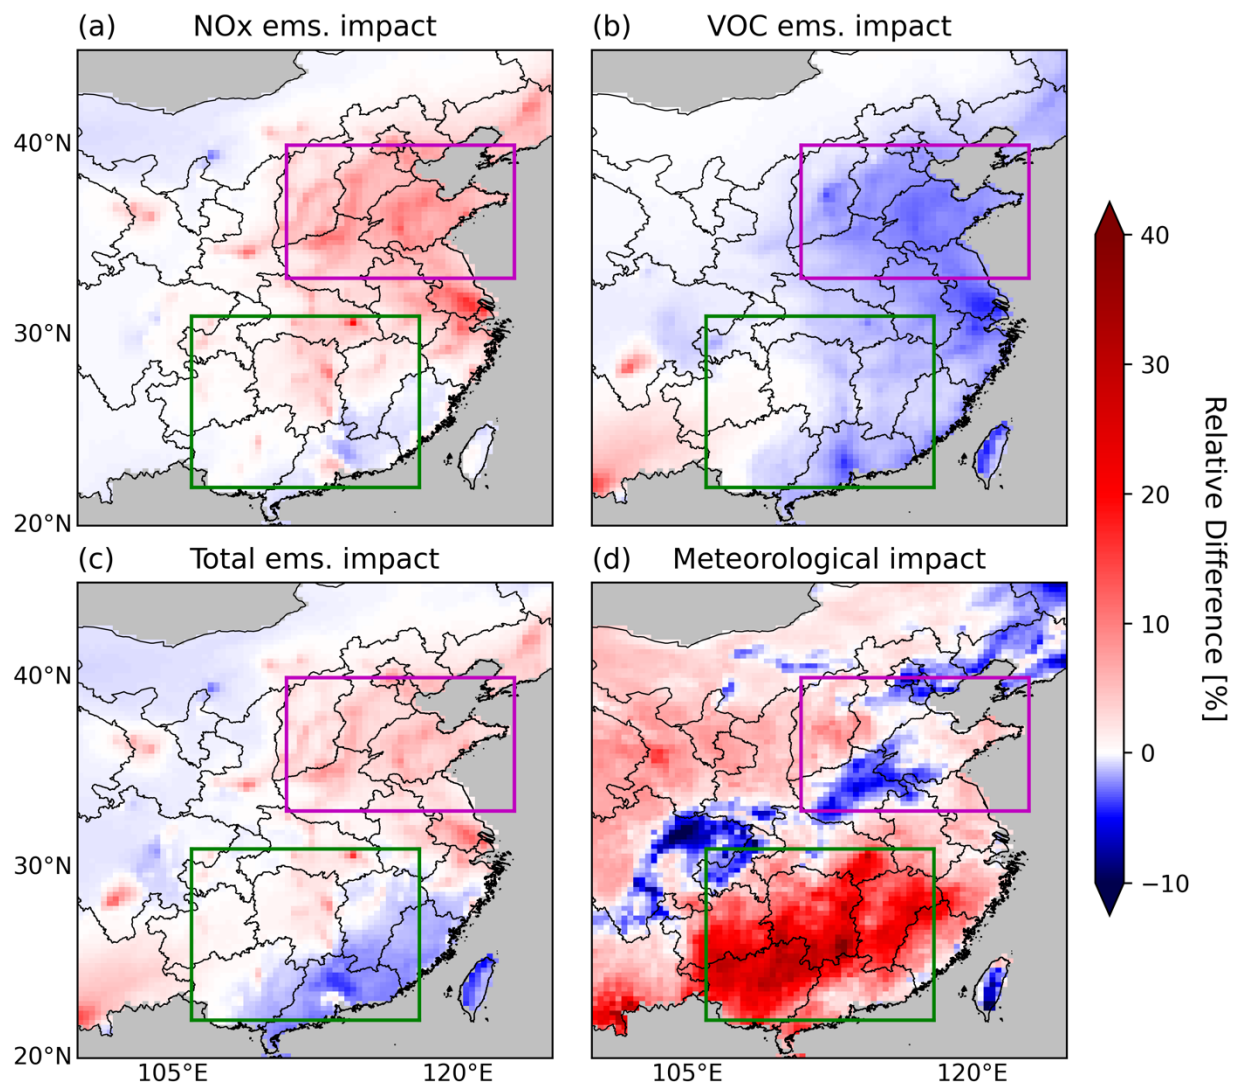 (a) NOx ems. impact
(b) VOC ems. impact
40°N
30°N
20°N
(c) Total ems. impact
(d) Meteorological impact
40°N
30°N
20°N
105°E
120°E
105°E
120°E
40
30
20
10
0
−10
Relative Difference [%]